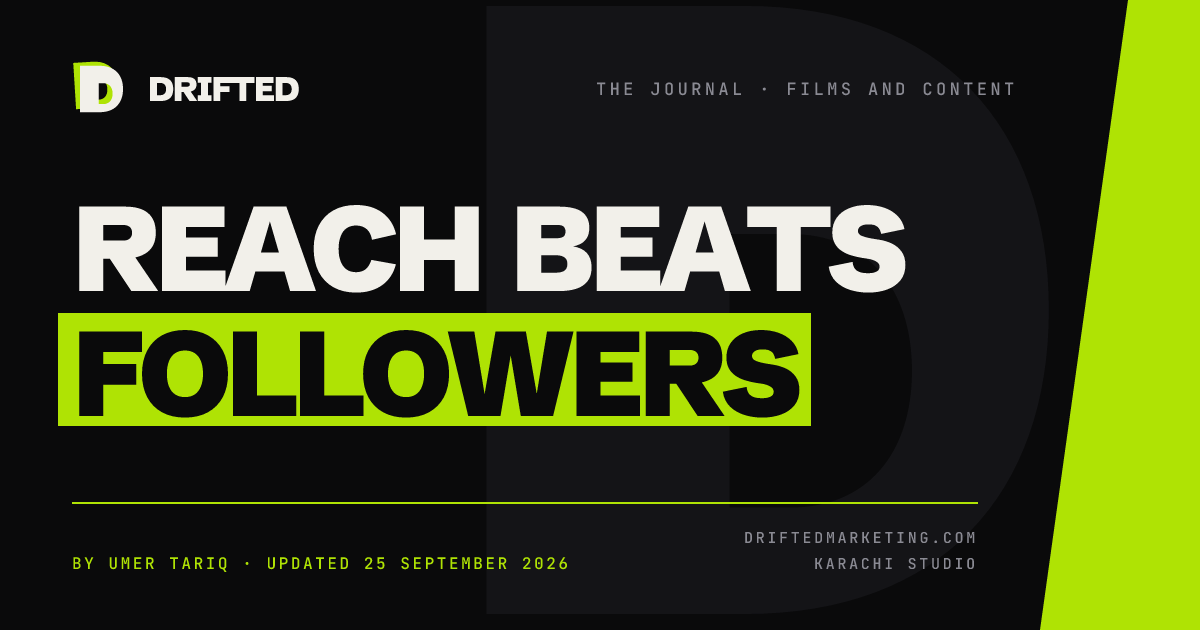 D DRIFTED
THE JOURNAL · FILMS AND CONTENT
REACH BEATS
FOLLOWERS
DRIFTEDMARKETING.COM
BY UMER TARIQ · UPDATED 25 SEPTEMBER 2026
KARACHI STUDIO